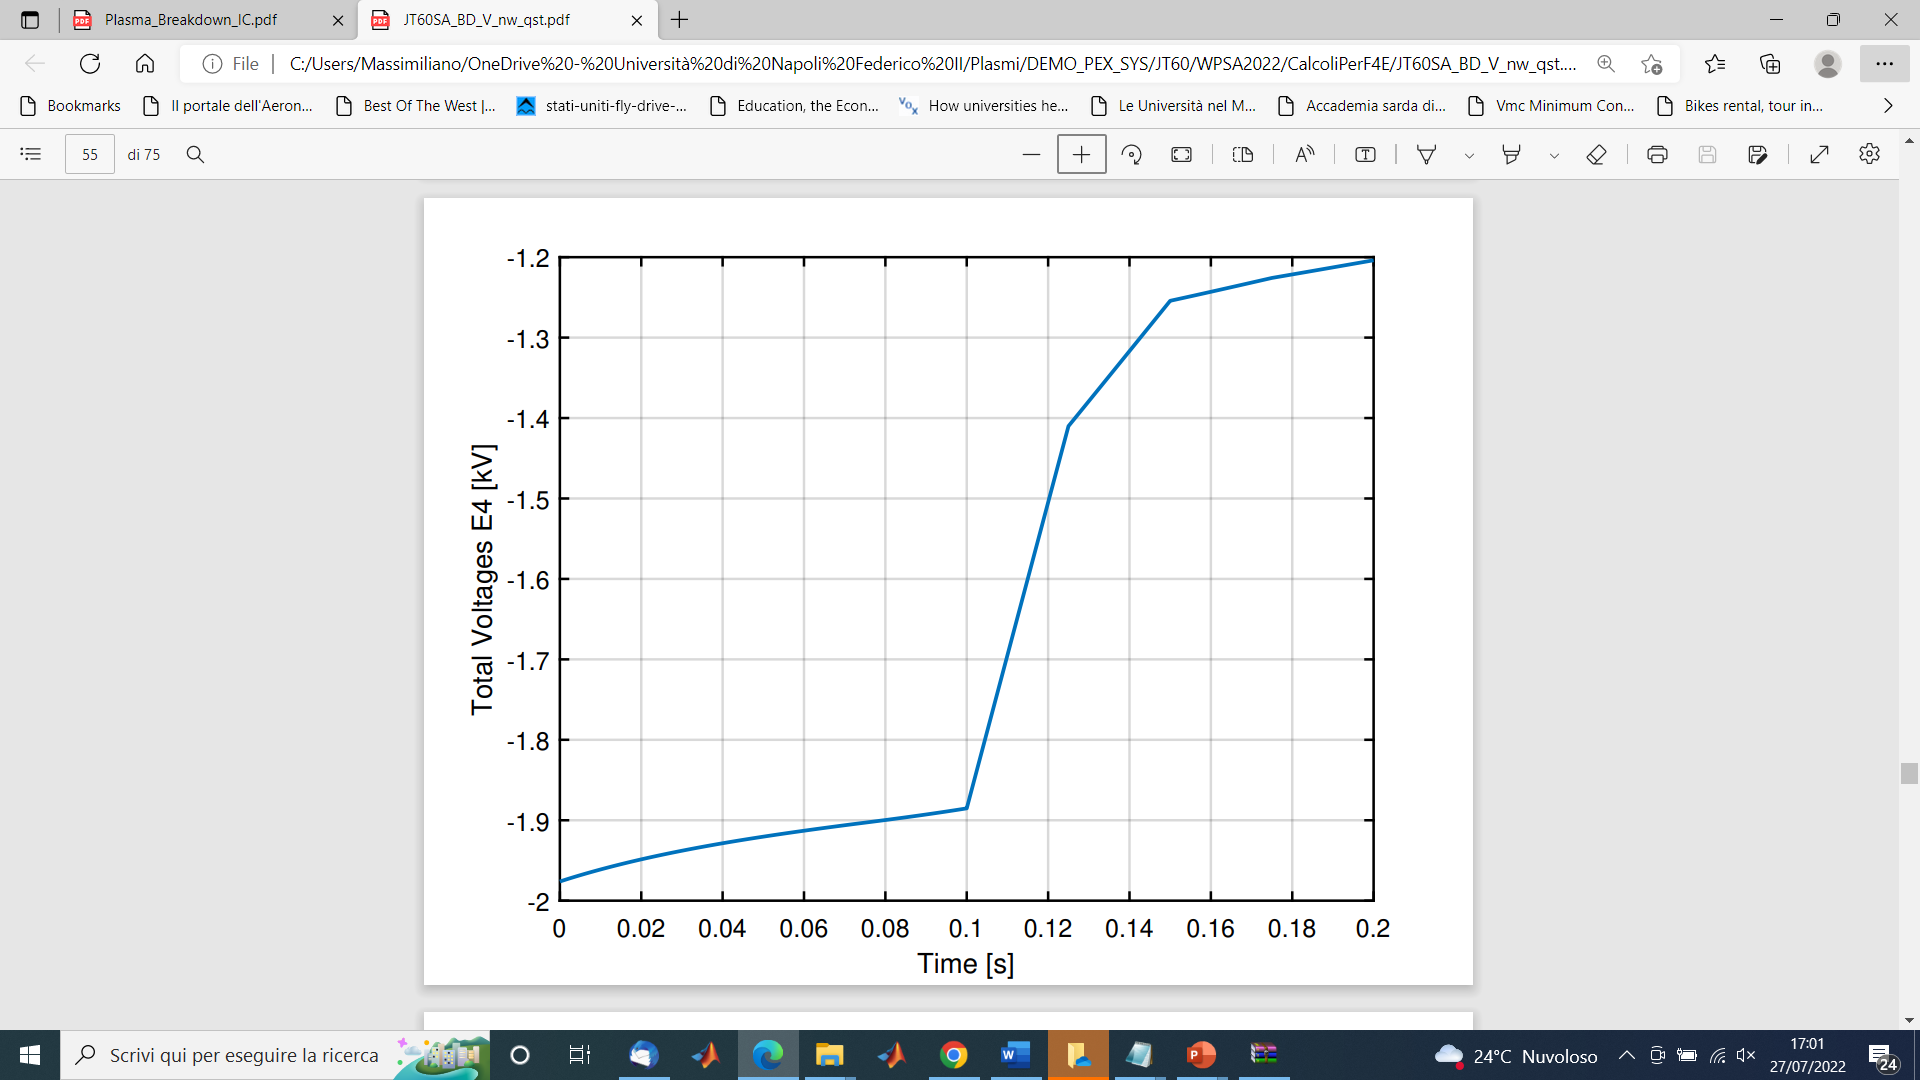 Plasma_Breakdown_IC.pdf
JT60SA_BD_V_nw_qst.pdf
File
C:/Users/Massimiliano/OneDrive%20-%20Università%20di%20Napoli%20Federico%20II/Plasmi/DEMO_PEX_SYS/JT60/WPSA2022/CalcoliPerF4E/JT60SA_BD_V_nw_qst....
Bookmarks
Il portale dell'Aeron...
Best Of The West |...
stati-uniti-fly-drive-...
Education, the Econ...
How universities he...
Le Università nel M...
Accademia sarda di...
Vmc Minimum Con...
Bikes rental, tour in...
55 di 75
-1.2
-1.3
-1.4
-1.5
-1.6
-1.7
-1.8
-1.9
-2
Total Voltages E4 [kV]
0 0.02 0.04 0.06 0.08 0.1 0.12 0.14 0.16 0.18 0.2
Time [s]
Scrivi qui per eseguire la ricerca
24°C Nuvoloso
17:01
27/07/2022
24